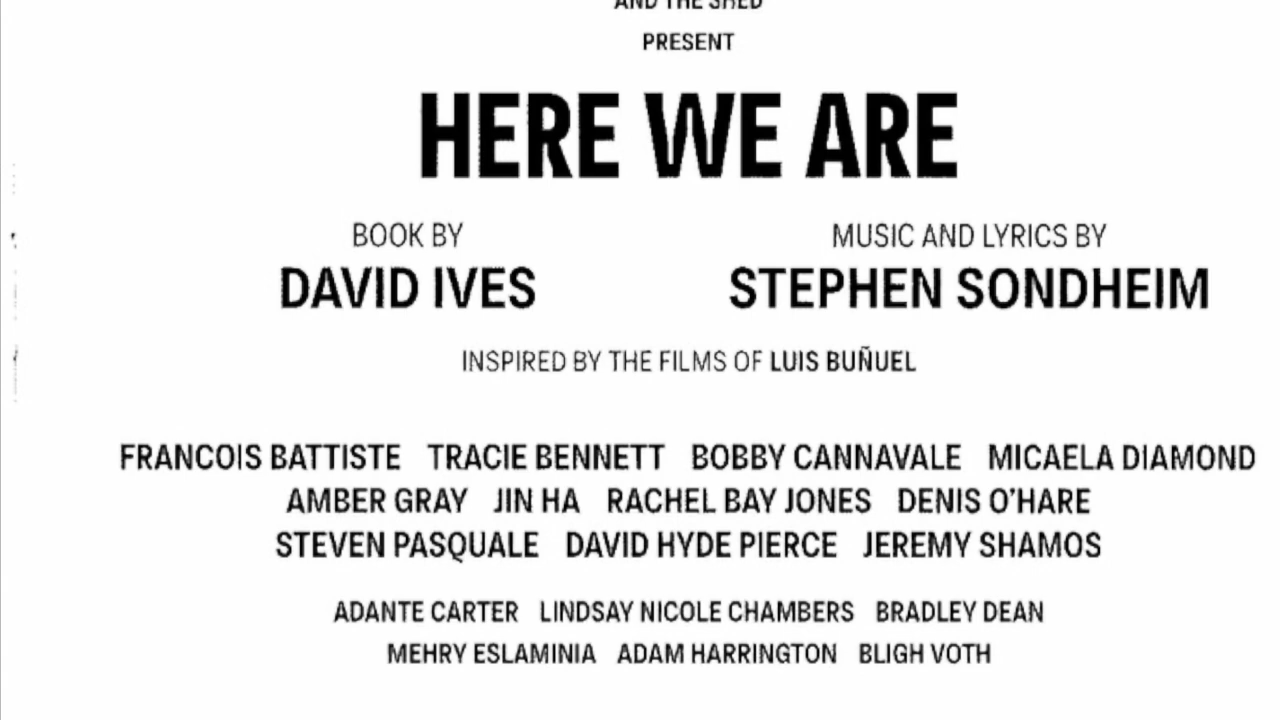 AND THE SHED
PRESENT
HERE WE ARE
BOOK BY
DAVID IVES
MUSIC AND LYRICS BY
STEPHEN SONDHEIM
INSPIRED BY THE FILMS OF LUIS BUÑUEL
FRANCOIS BATTISTE TRACIE BENNETT BOBBY CANNAVALE MICAELA DIAMOND
AMBER GRAY JIN HA RACHEL BAY JONES DENIS O'HARE
STEVEN PASQUALE DAVID HYDE PIERCE JEREMY SHAMOS
ADANTE CARTER LINDSAY NICOLE CHAMBERS BRADLEY DEAN
MEHRY ESLAMINIA ADAM HARRINGTON BLIGH VOTH